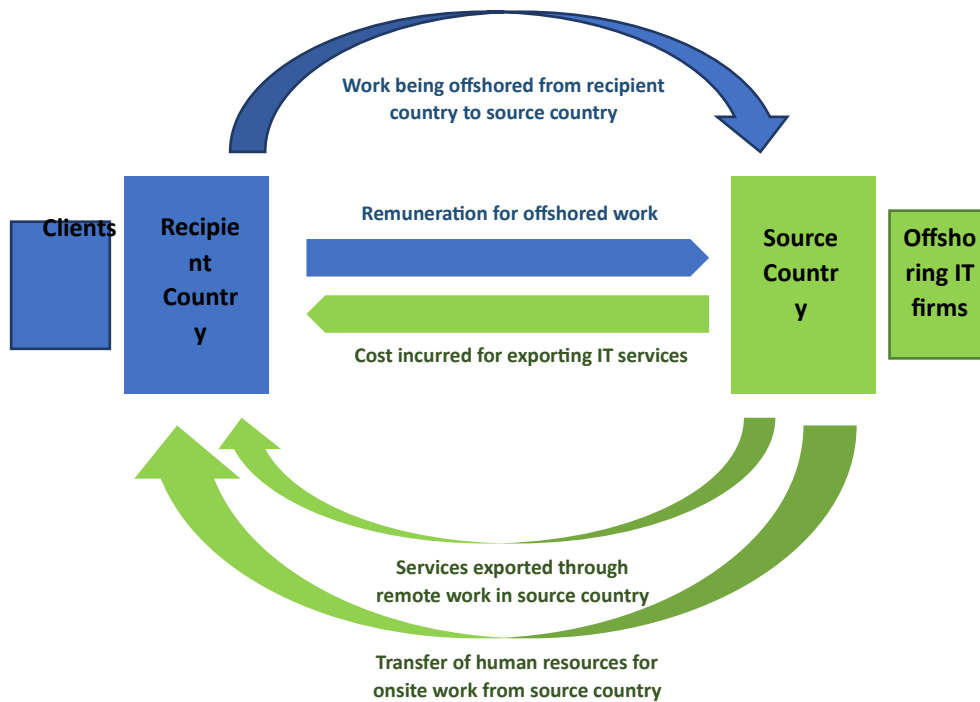 Work being offshored from recipient
country to source country
Clients
Recipie
nt
Countr
y
Remuneration for offshored work
Cost incurred for exporting IT services
Source
Countr
y
Offsho
ring IT
firms
Services exported through
remote work in source country
Transfer of human resources for
onsite work from source country